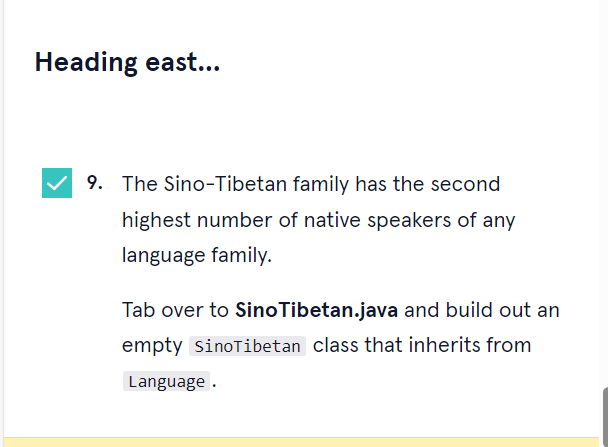 Heading east...
9. The Sino-Tibetan family has the second
highest number of native speakers of any
language family.
Tab over to SinoTibetan.java and build out an
empty SinoTibetan class that inherits from
Language .